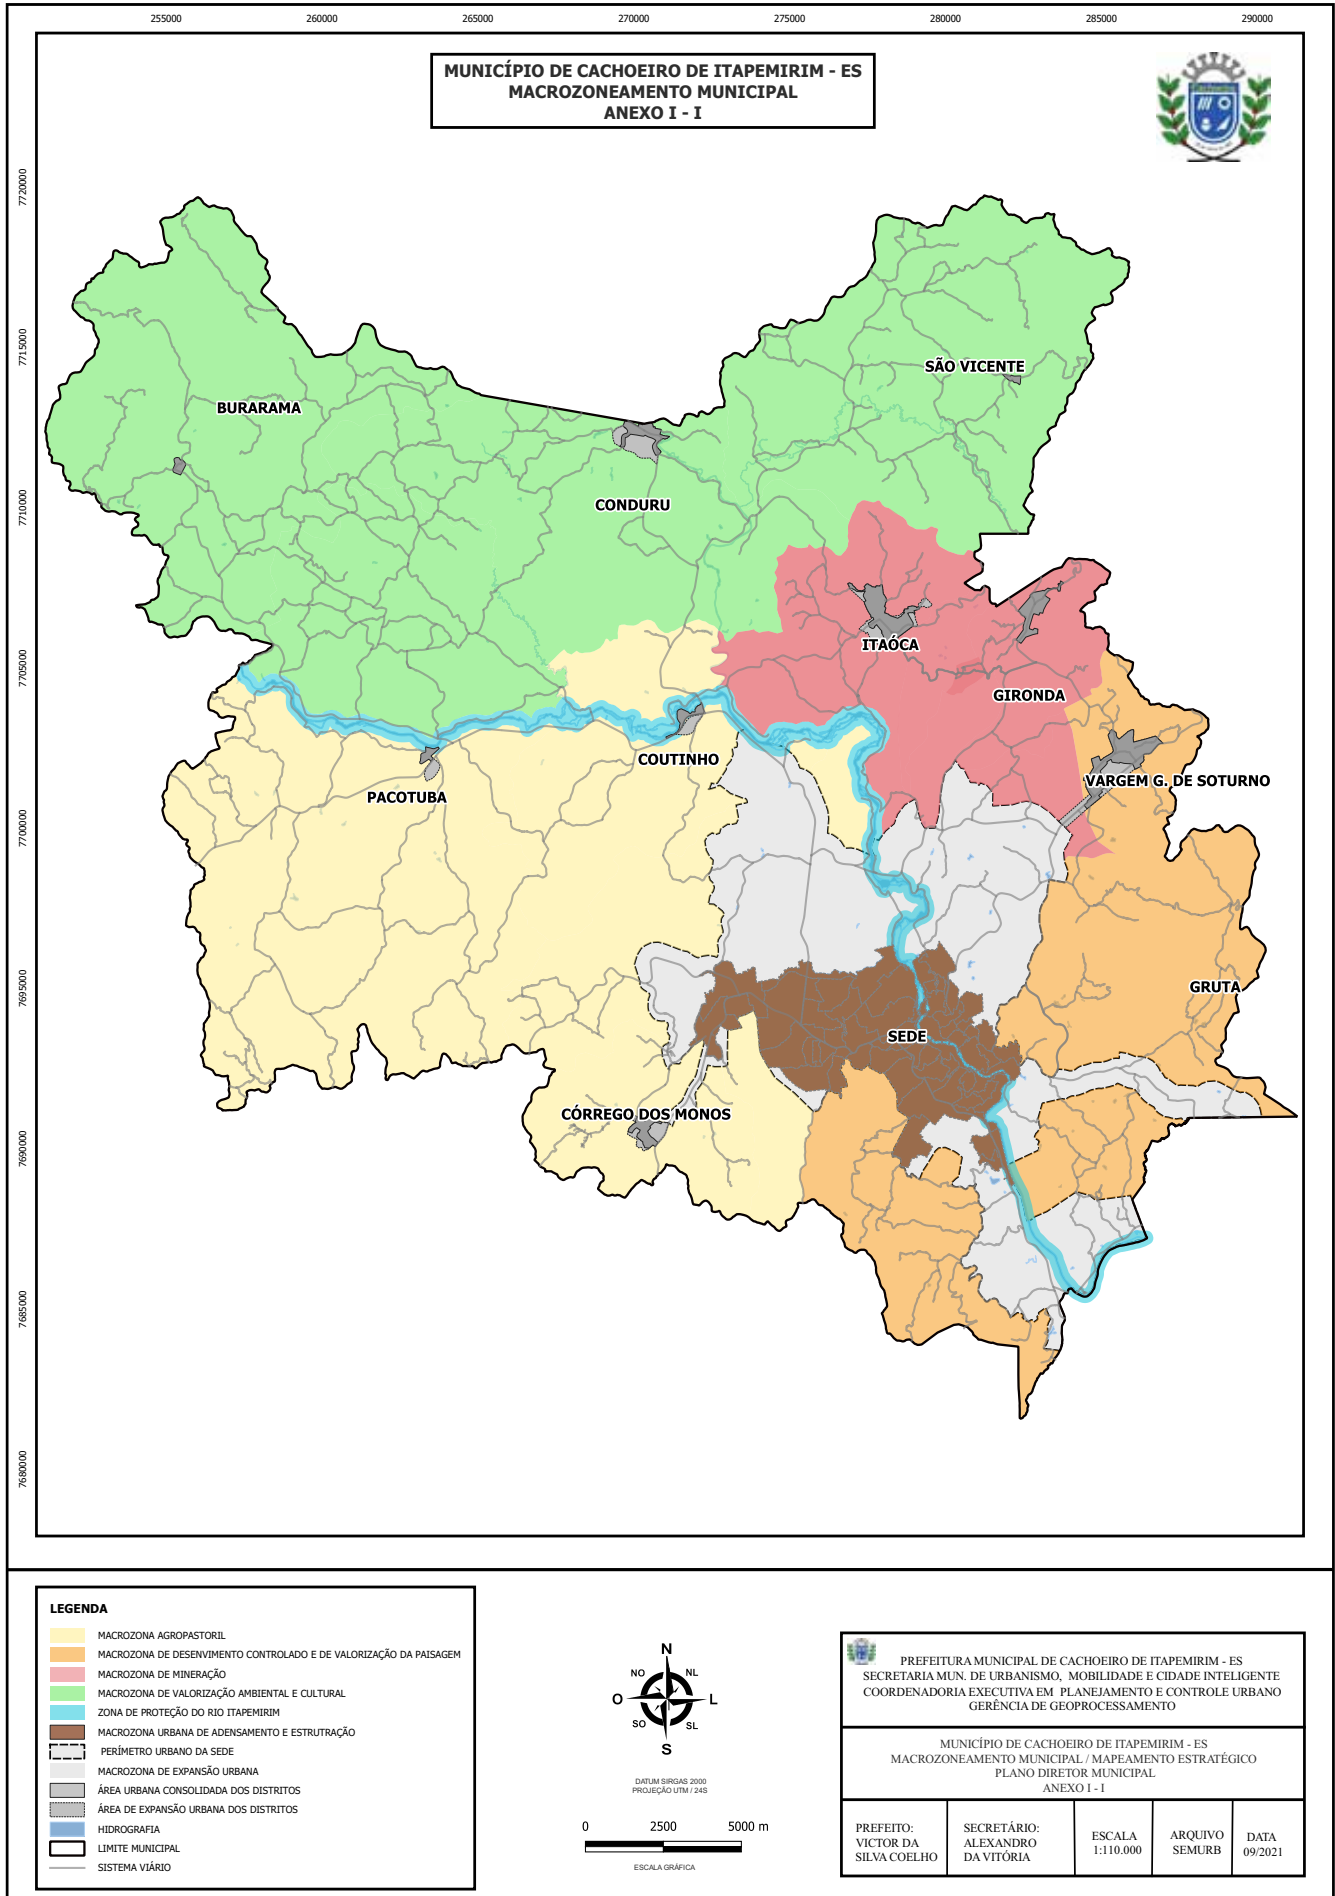 255000
260000
265000
270000
275000
280000
285000
290000
MUNICÍPIO DE CACHOEIRO DE ITAPEMIRIM - ES
MACROZONEAMENTO MUNICIPAL
ANEXO I - I
7720000
7715000
7710000
7705000
7700000
7695000
7690000
7685000
7680000
SÃO VICENTE
BURARAMA
CONDURU
ITAÓCA
GIRONDA
COUTINHO
VARGEM G. DE SOTURNO
PACOTUBA
GRUTA
SEDE
CÓRREGO DOS MONOS
LEGENDA
MACROZONA AGROPASTORIL
MACROZONA DE DESENVIMENTO CONTROLADO E DE VALORIZAÇÃO DA PAISAGEM
MACROZONA DE MINERAÇÃO
MACROZONA DE VALORIZAÇÃO AMBIENTAL E CULTURAL
ZONA DE PROTEÇÃO DO RIO ITAPEMIRIM
MACROZONA URBANA DE ADENSAMENTO E ESTRUTRAÇÃO
PERÍMETRO URBANO DA SEDE
MACROZONA DE EXPANSÃO URBANA
ÁREA URBANA CONSOLIDADA DOS DISTRITOS
ÁREA DE EXPANSÃO URBANA DOS DISTRITOS
HIDROGRAFIA
LIMITE MUNICIPAL
SISTEMA VIÁRIO
N
NO
NL
O
L
SO
SL
S
DATUM SIRGAS 2000
PROJEÇÃO UTM / 24S
0 2500 5000 m
ESCALA GRÁFICA
PREFEITURA MUNICIPAL DE CACHOEIRO DE ITAPEMIRIM - ES
SECRETARIA MUN. DE URBANISMO, MOBILIDADE E CIDADE INTELIGENTE
COORDENADORIA EXECUTIVA EM PLANEJAMENTO E CONTROLE URBANO
GERÊNCIA DE GEOPROCESSAMENTO
MUNICÍPIO DE CACHOEIRO DE ITAPEMIRIM - ES
MACROZONEAMENTO MUNICIPAL / MAPEAMENTO ESTRATÉGICO
PLANO DIRETOR MUNICIPAL
ANEXO I - I
PREFEITO:
VICTOR DA
SILVA COELHO
SECRETÁRIO:
ALEXANDRO
DA VITÓRIA
ESCALA
1:110.000
ARQUIVO
SEMURB
DATA
09/2021